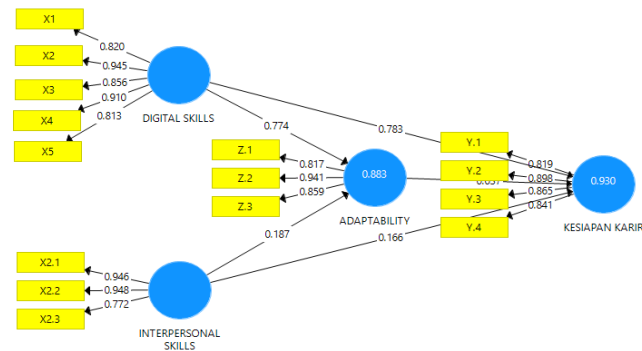 X1
X2
X3
X4
X5
0.820
0.945
0.856
0.910
0.813
DIGITAL SKILLS
0.774
0.783
Z.1
Z.2
Z.3
0.817
0.941
0.859
0.883
ADAPTABILITY
Y.1
Y.2
Y.3
Y.4
0.819
0.898
0.865
0.841
0.930
KESIAPAN KARIR
0.187
0.166
X2.1
X2.2
X2.3
0.946
0.948
0.772
INTERPERSONAL
SKILLS